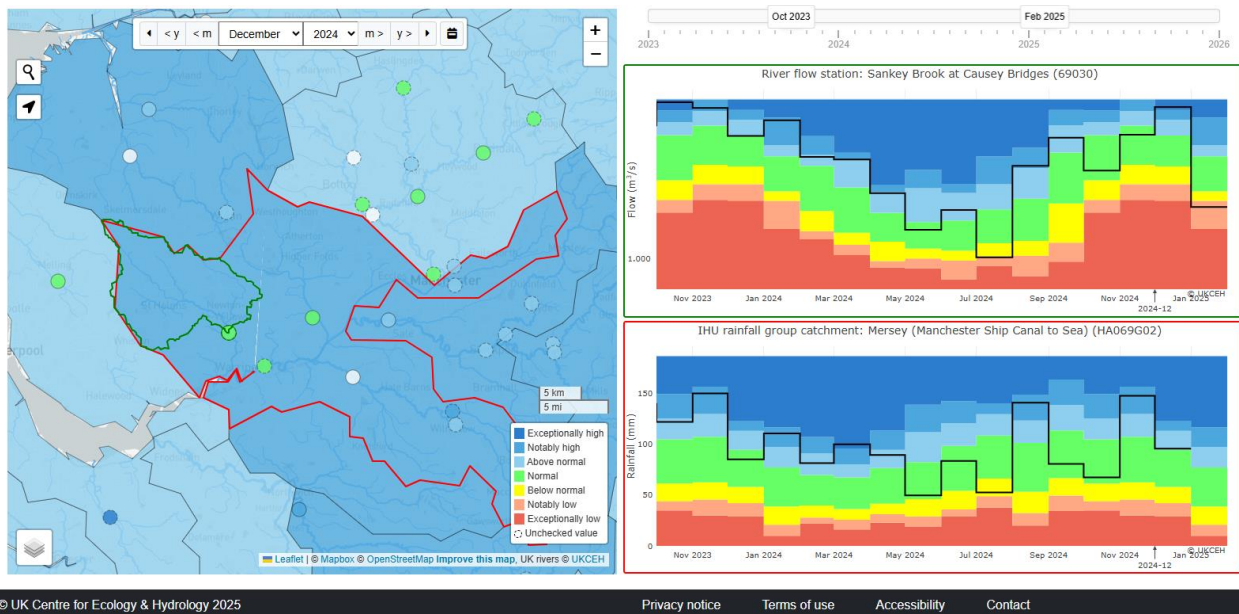 < y
< m
December
2024
m >
y >
+
−
5 km
5 mi
Exceptionally high
Notably high
Above normal
Normal
Below normal
Notably low
Exceptionally low
Unchecked value
Leaflet | © Mapbox © OpenStreetMap Improve this map, UK rivers © UKCEH
Oct 2023
Feb 2025
2023
2024
2025
2026
River flow station: Sankey Brook at Causey Bridges (69030)
Flow (m³/s)
1.000
Nov 2023
Jan 2024
Mar 2024
May 2024
Jul 2024
Sep 2024
Nov 2024
Jan 2025
© UKCEH
2024-12
IHU rainfall group catchment: Mersey (Manchester Ship Canal to Sea) (HA069G02)
Rainfall (mm)
150
100
50
0
Nov 2023
Jan 2024
Mar 2024
May 2024
Jul 2024
Sep 2024
Nov 2024
Jan 2025
© UKCEH
2024-12
© UK Centre for Ecology & Hydrology 2025
Privacy notice
Terms of use
Accessibility
Contact